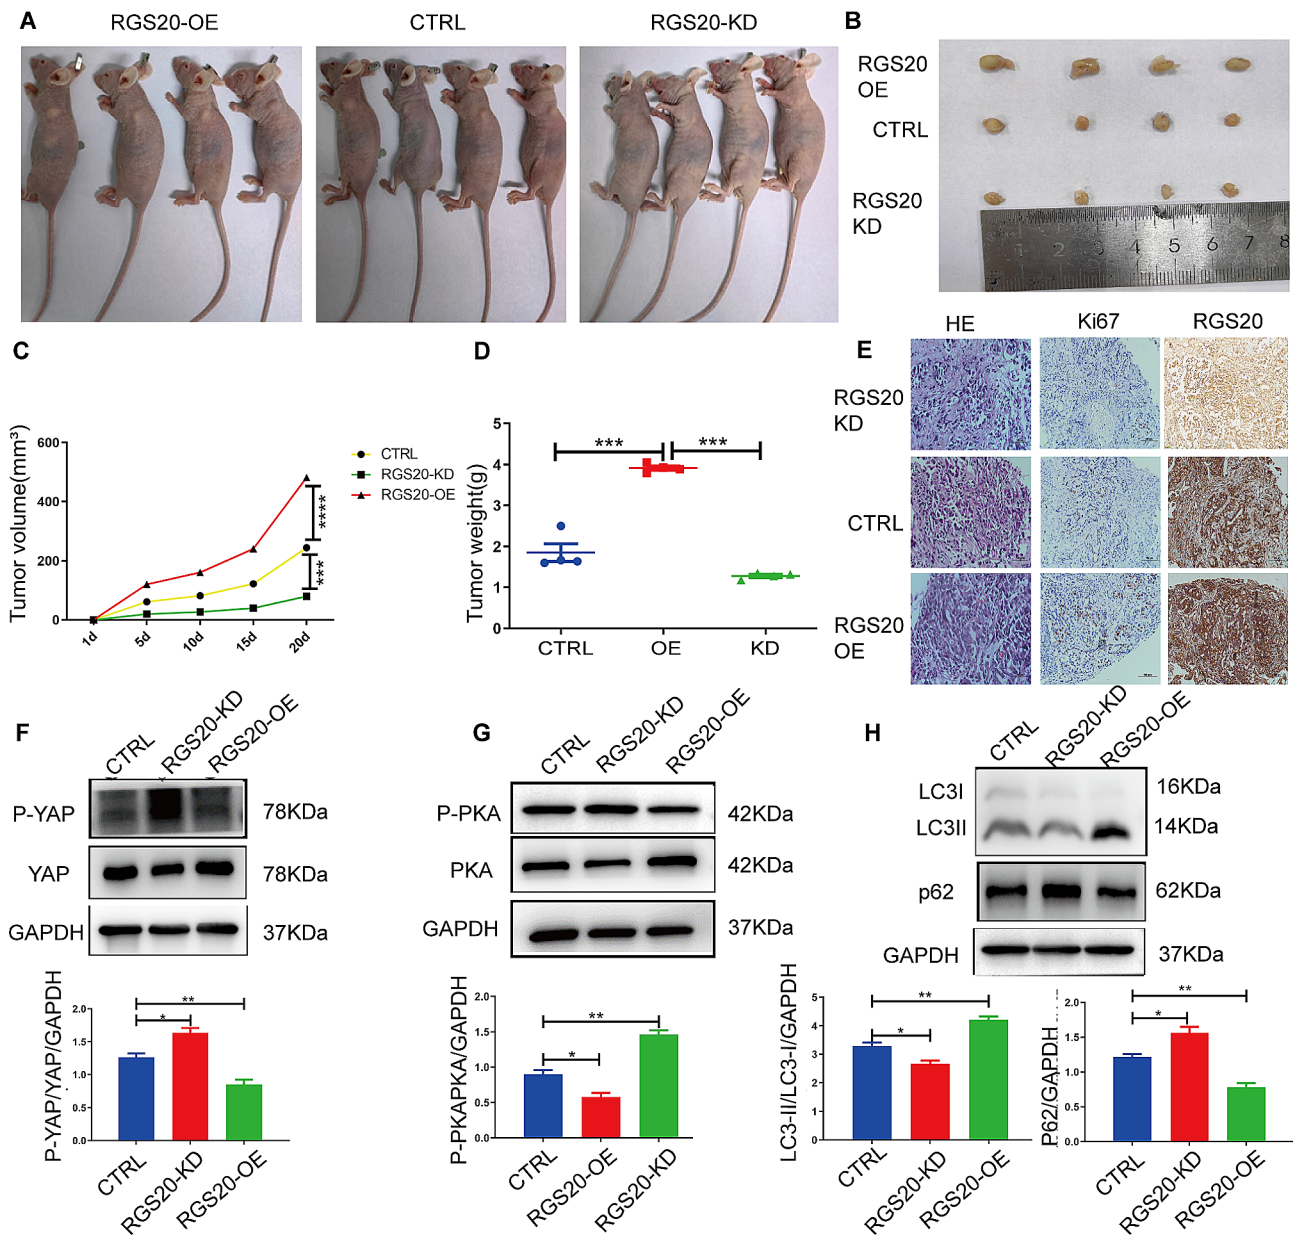 A
RGS20-OE
CTRL
RGS20-KD
B
RGS20
OE
CTRL
RGS20
KD
1 2 3 4 5 6 7 8
C
Tumor volume(mm³)
600
400
200
0
1d
5d
10d
15d
20d
****
***
CTRL
RGS20-KD
RGS20-OE
D
Tumor weight(g)
5
4
3
2
1
0
***
***
CTRL
OE
KD
E
HE
Ki67
RGS20
RGS20
KD
CTRL
RGS20
OE
F
CTRL
RGS20-KD
RGS20-OE
P-YAP
78KDa
YAP
78KDa
GAPDH
37KDa
P-YAP/YAP/GAPDH
2.0
1.5
1.0
0.5
0.0
**
*
CTRL
RGS20-KD
RGS20-OE
G
CTRL
RGS20-KD
RGS20-OE
P-PKA
42KDa
PKA
42KDa
GAPDH
37KDa
P-PKAPKA/GAPDH
2.0
1.5
1.0
0.5
0.0
**
*
CTRL
RGS20-OE
RGS20-KD
H
CTRL
RGS20-KD
RGS20-OE
LC3I
16KDa
LC3II
14KDa
p62
62KDa
GAPDH
37KDa
LC3-II/LC3-I/GAPDH
5
4
3
2
1
0
**
*
CTRL
RGS20-KD
RGS20-OE
P62/GAPDH
2.0
1.5
1.0
0.5
0.0
**
*
CTRL
RGS20-KD
RGS20-OE